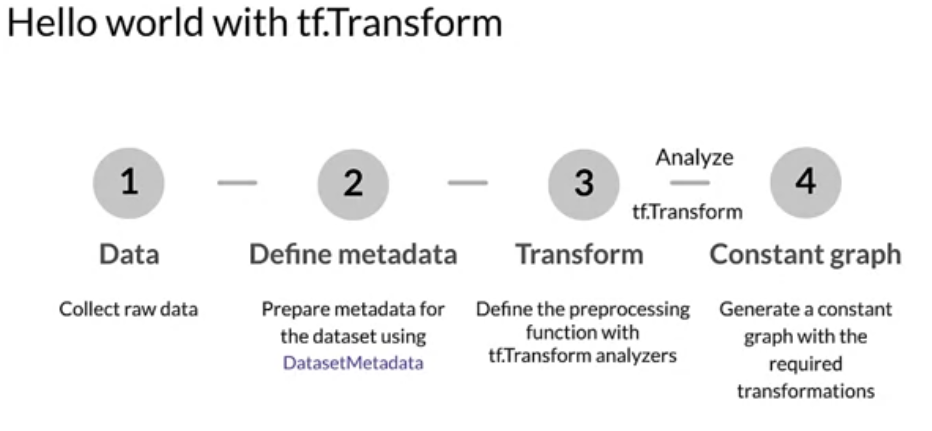 Hello world with tf.Transform
1
2
3
Analyze
tf.Transform
4
Data
Define metadata
Transform
Constant graph
Collect raw data
Prepare metadata for
the dataset using
DatasetMetadata
Define the preprocessing
function with
tf.Transform analyzers
Generate a constant
graph with the
required
transformations